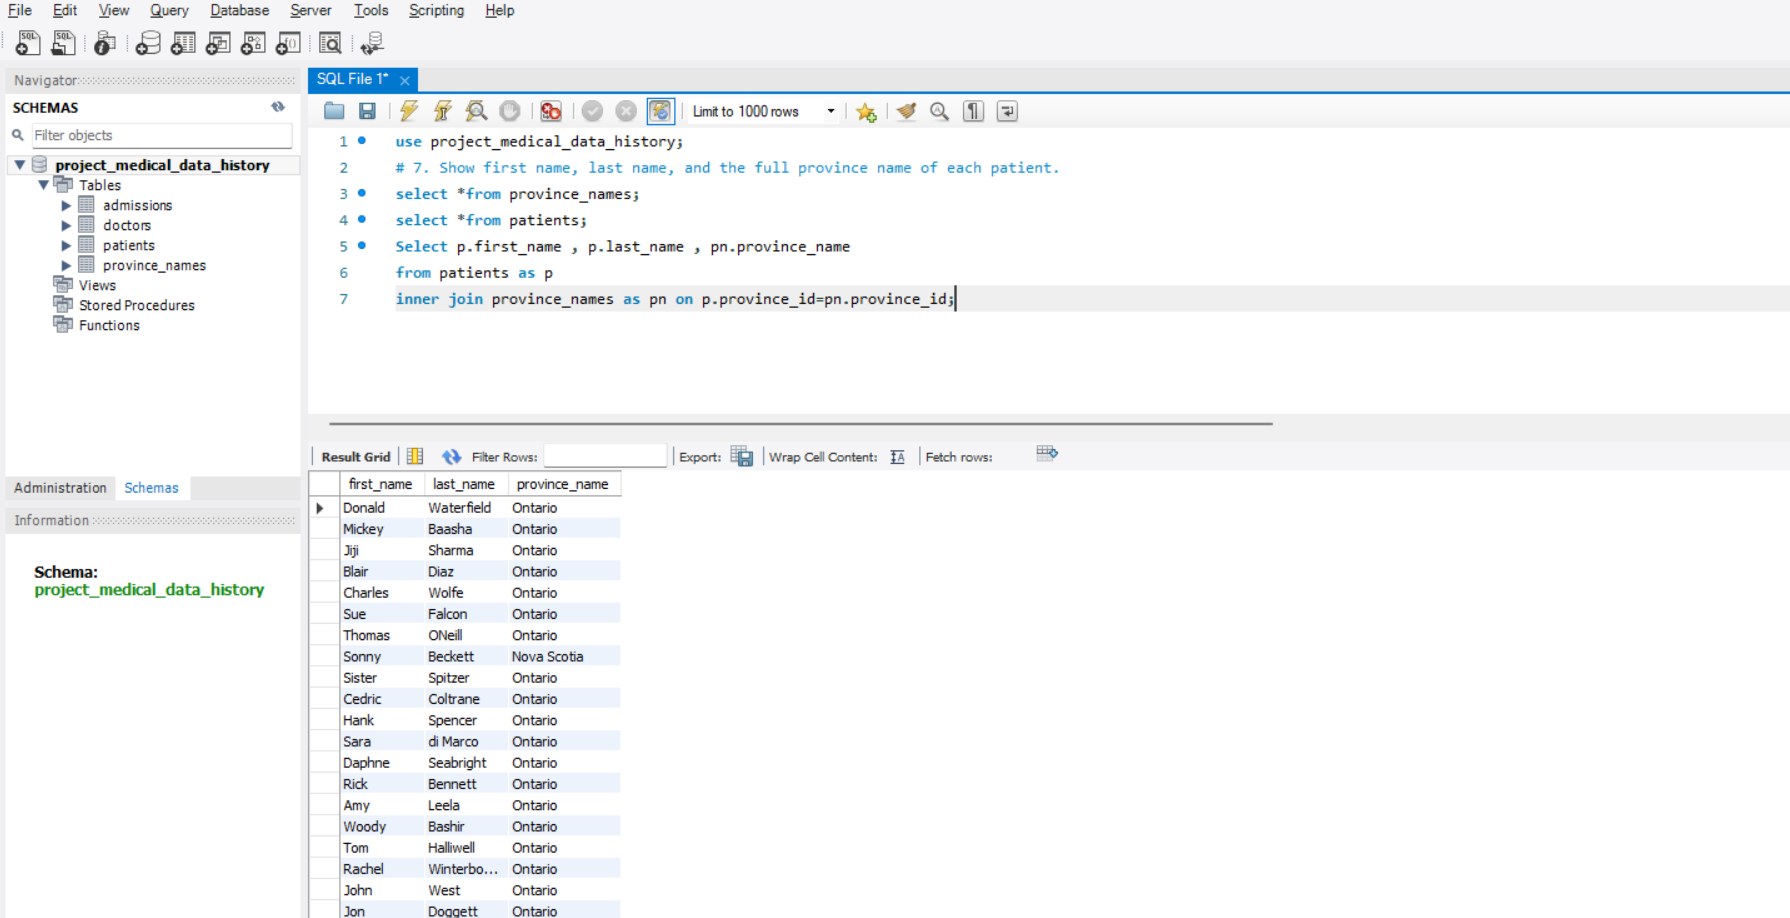 File Edit View Query Database Server Tools Scripting Help
Navigator
SCHEMAS
Filter objects
project_medical_data_history
Tables
admissions
doctors
patients
province_names
Views
Stored Procedures
Functions
Administration Schemas
Information
Schema:
project_medical_data_history
SQL File 1*
Limit to 1000 rows
1 use project_medical_data_history;
2 # 7. Show first name, last name, and the full province name of each patient.
3 select *from province_names;
4 select *from patients;
5 Select p.first_name , p.last_name , pn.province_name
6 from patients as p
7 inner join province_names as pn on p.province_id=pn.province_id;
Result Grid Filter Rows: Export: Wrap Cell Content: Fetch rows:
first_name last_name province_name
Donald Waterfield Ontario
Mickey Baasha Ontario
Jiji Sharma Ontario
Blair Diaz Ontario
Charles Wolfe Ontario
Sue Falcon Ontario
Thomas ONeill Ontario
Sonny Beckett Nova Scotia
Sister Spitzer Ontario
Cedric Coltrane Ontario
Hank Spencer Ontario
Sara di Marco Ontario
Daphne Seabright Ontario
Rick Bennett Ontario
Amy Leela Ontario
Woody Bashir Ontario
Tom Halliwell Ontario
Rachel Winterbo... Ontario
John West Ontario
Jon Doggett Ontario